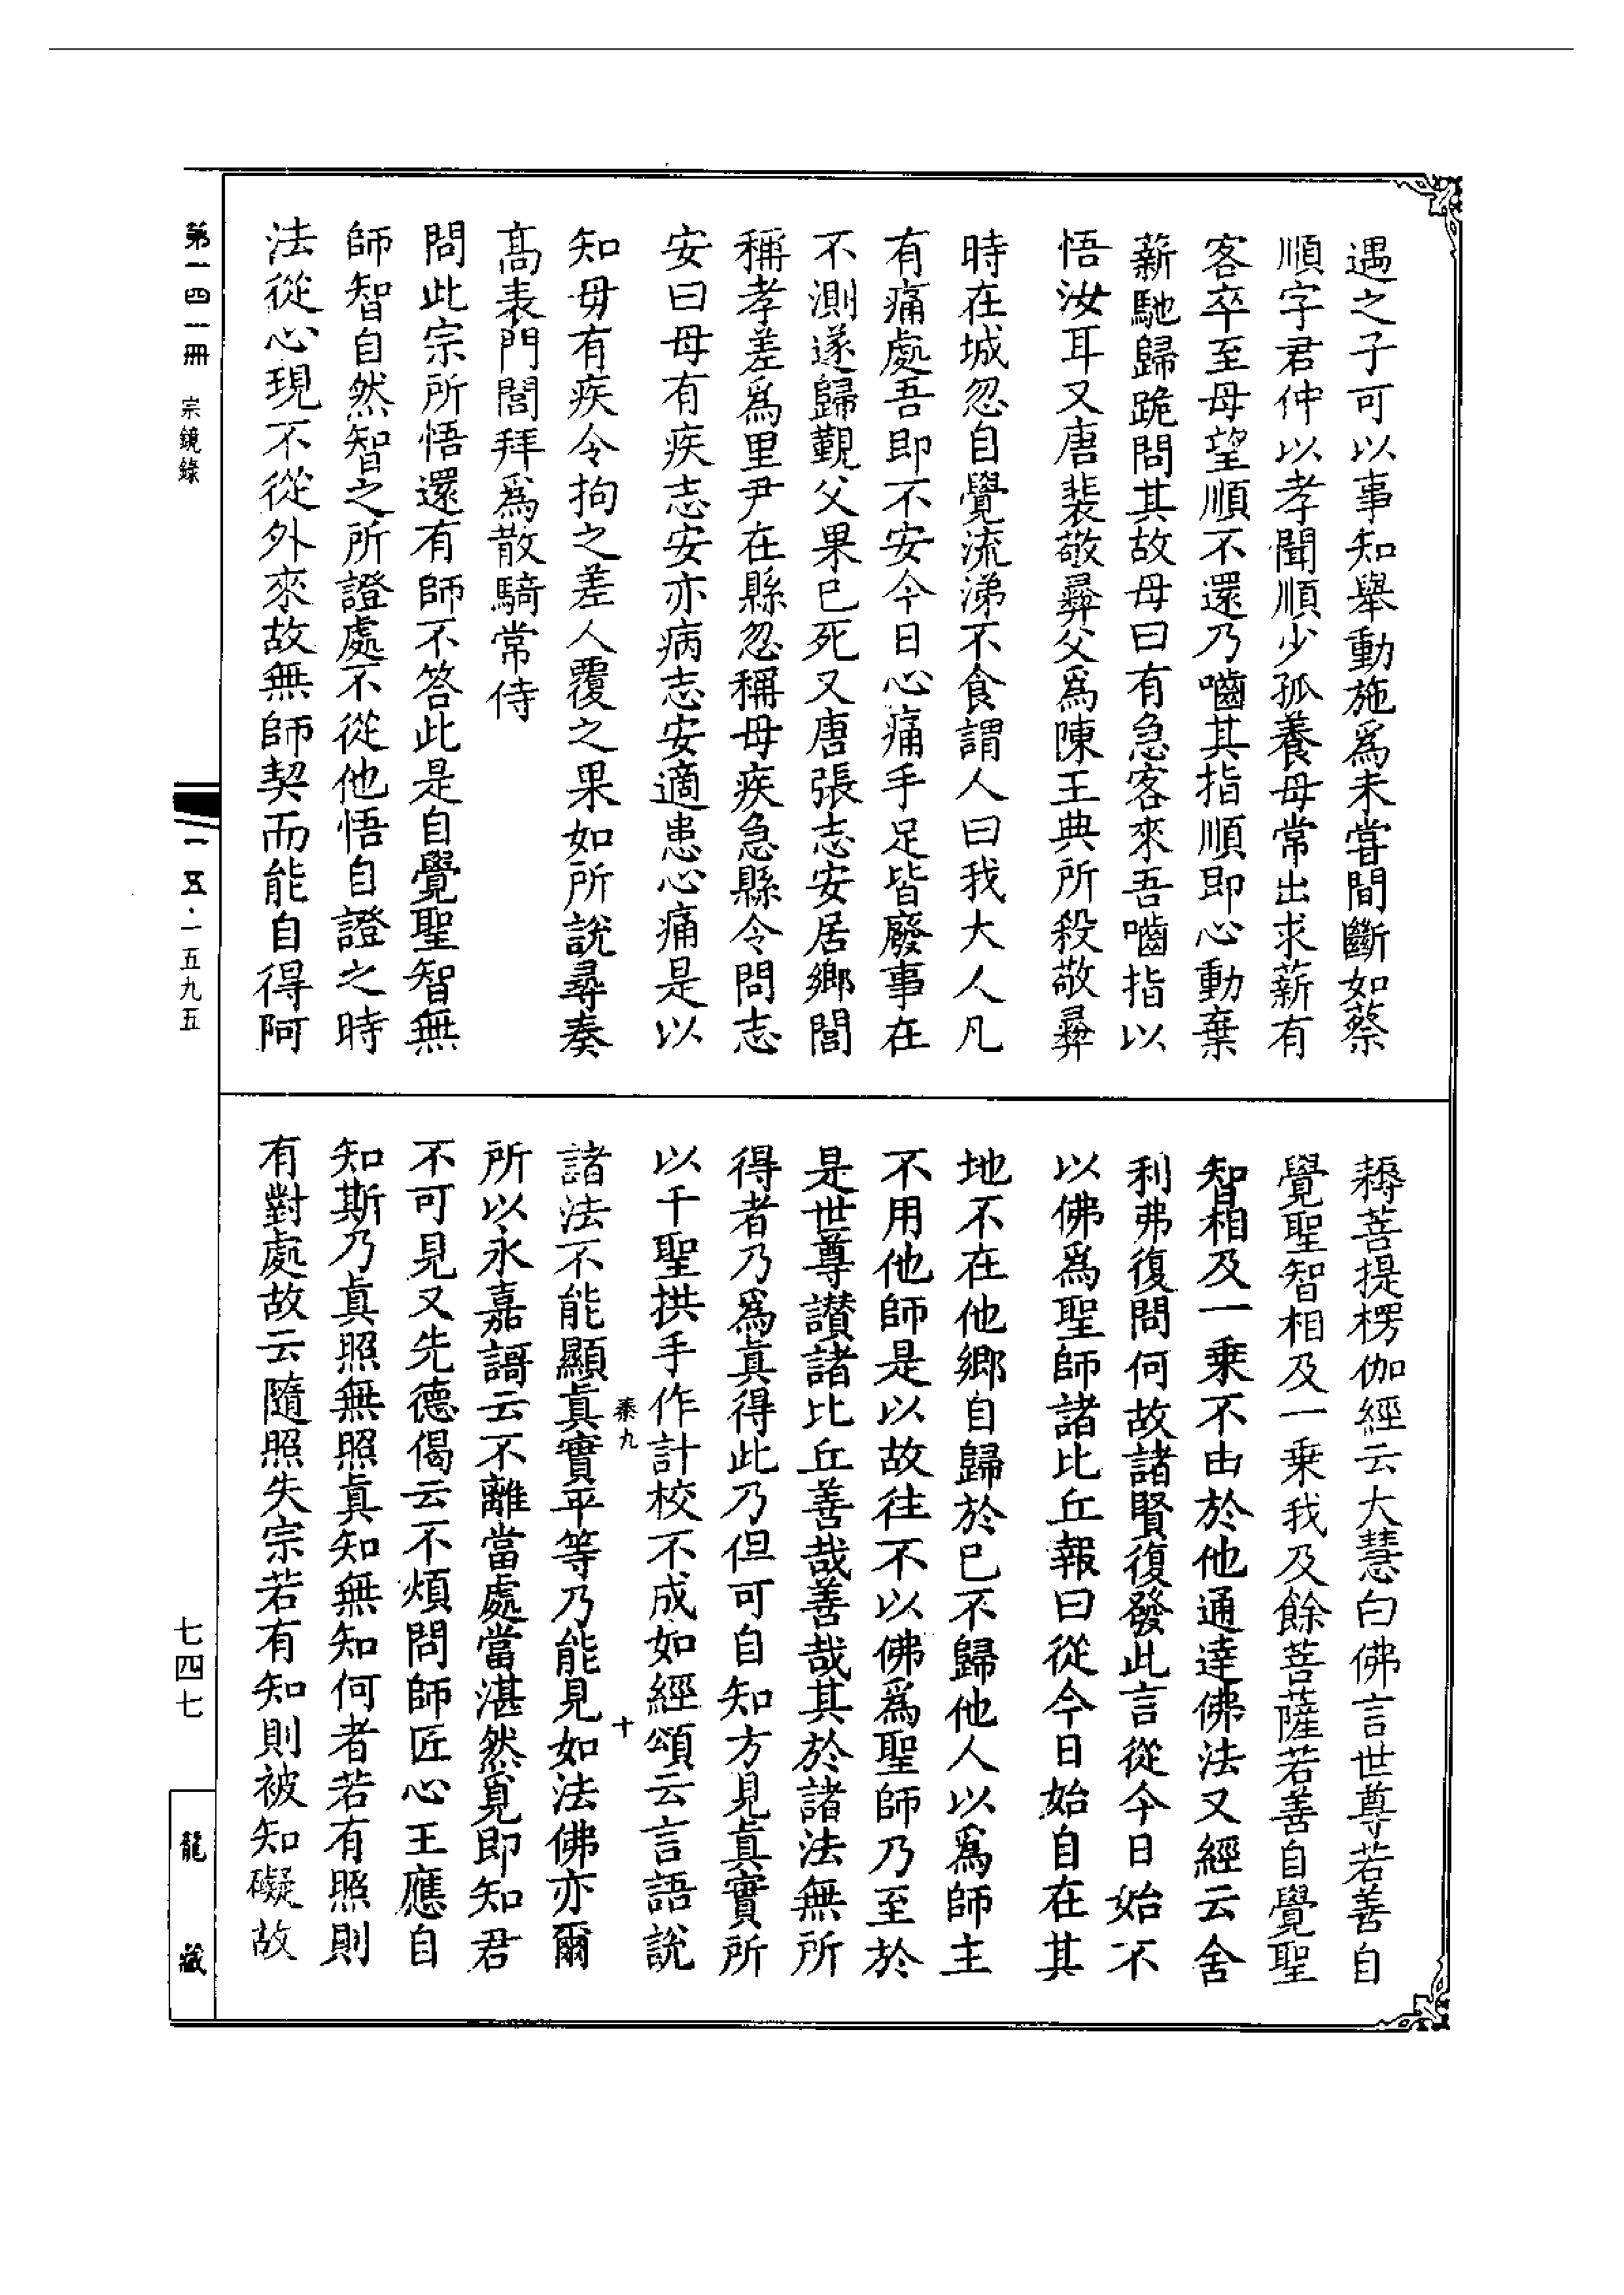 遇之子可以事知舉動施爲未甞間斷如蔡
順字君仲以孝聞順少孤養母常出求薪有
客卒至母望順不還乃嚙其指順即心動棄
薪馳歸跪問其故母曰有急客來吾嚙指以
悟汝耳又唐裴敬彞父爲陳王典所殺敬彞
時在城忽自覺流涕不食謂人曰我大人凡
有痛處吾即不安今日心痛手足皆廢事在
不測遂歸覲父果已死又唐張志安居鄉閭
稱孝差爲里尹在縣忽稱母疾急縣令問志
安曰母有疾志安亦病志安適患心痛是以
知母有疾令拘之差人覆之果如所說尋奏
高表門閭拜爲散騎常侍
問此宗所悟還有師不答此是自覺聖智無
師智自然智之所證處不從他悟自證之時
法從心現不從外來故無師契而能自得阿
耨菩提楞伽經云大慧白佛言世尊若善自
覺聖智相及一乗我及餘菩薩若善自覺聖
智相及一乗不由於他通達佛法又經云舍
利弗復問何故諸賢復發此言從今日始不
以佛爲聖師諸比丘報曰從今日始自在其
地不在他鄉自歸於已不歸他人以爲師主
不用他師是以故往不以佛爲聖師乃至於
是世尊讃諸比丘善哉善哉其於諸法無所
得者乃爲眞得此乃但可自知方見眞實所
以千聖拱手作計校不成如經頌云言語說
諸法不能顯眞實平等乃能見如法佛亦爾
所以永嘉謌云不離當處當湛然覓即知君
不可見又先德偈云不煩問師匠心王應自
知斯乃眞照無照眞知無知何者若有照則
有對處故云隨照失宗若有知則被知礙故
秦九
十
第一四一冊
宗鏡錄
一五·一五九五
七四七
龍藏